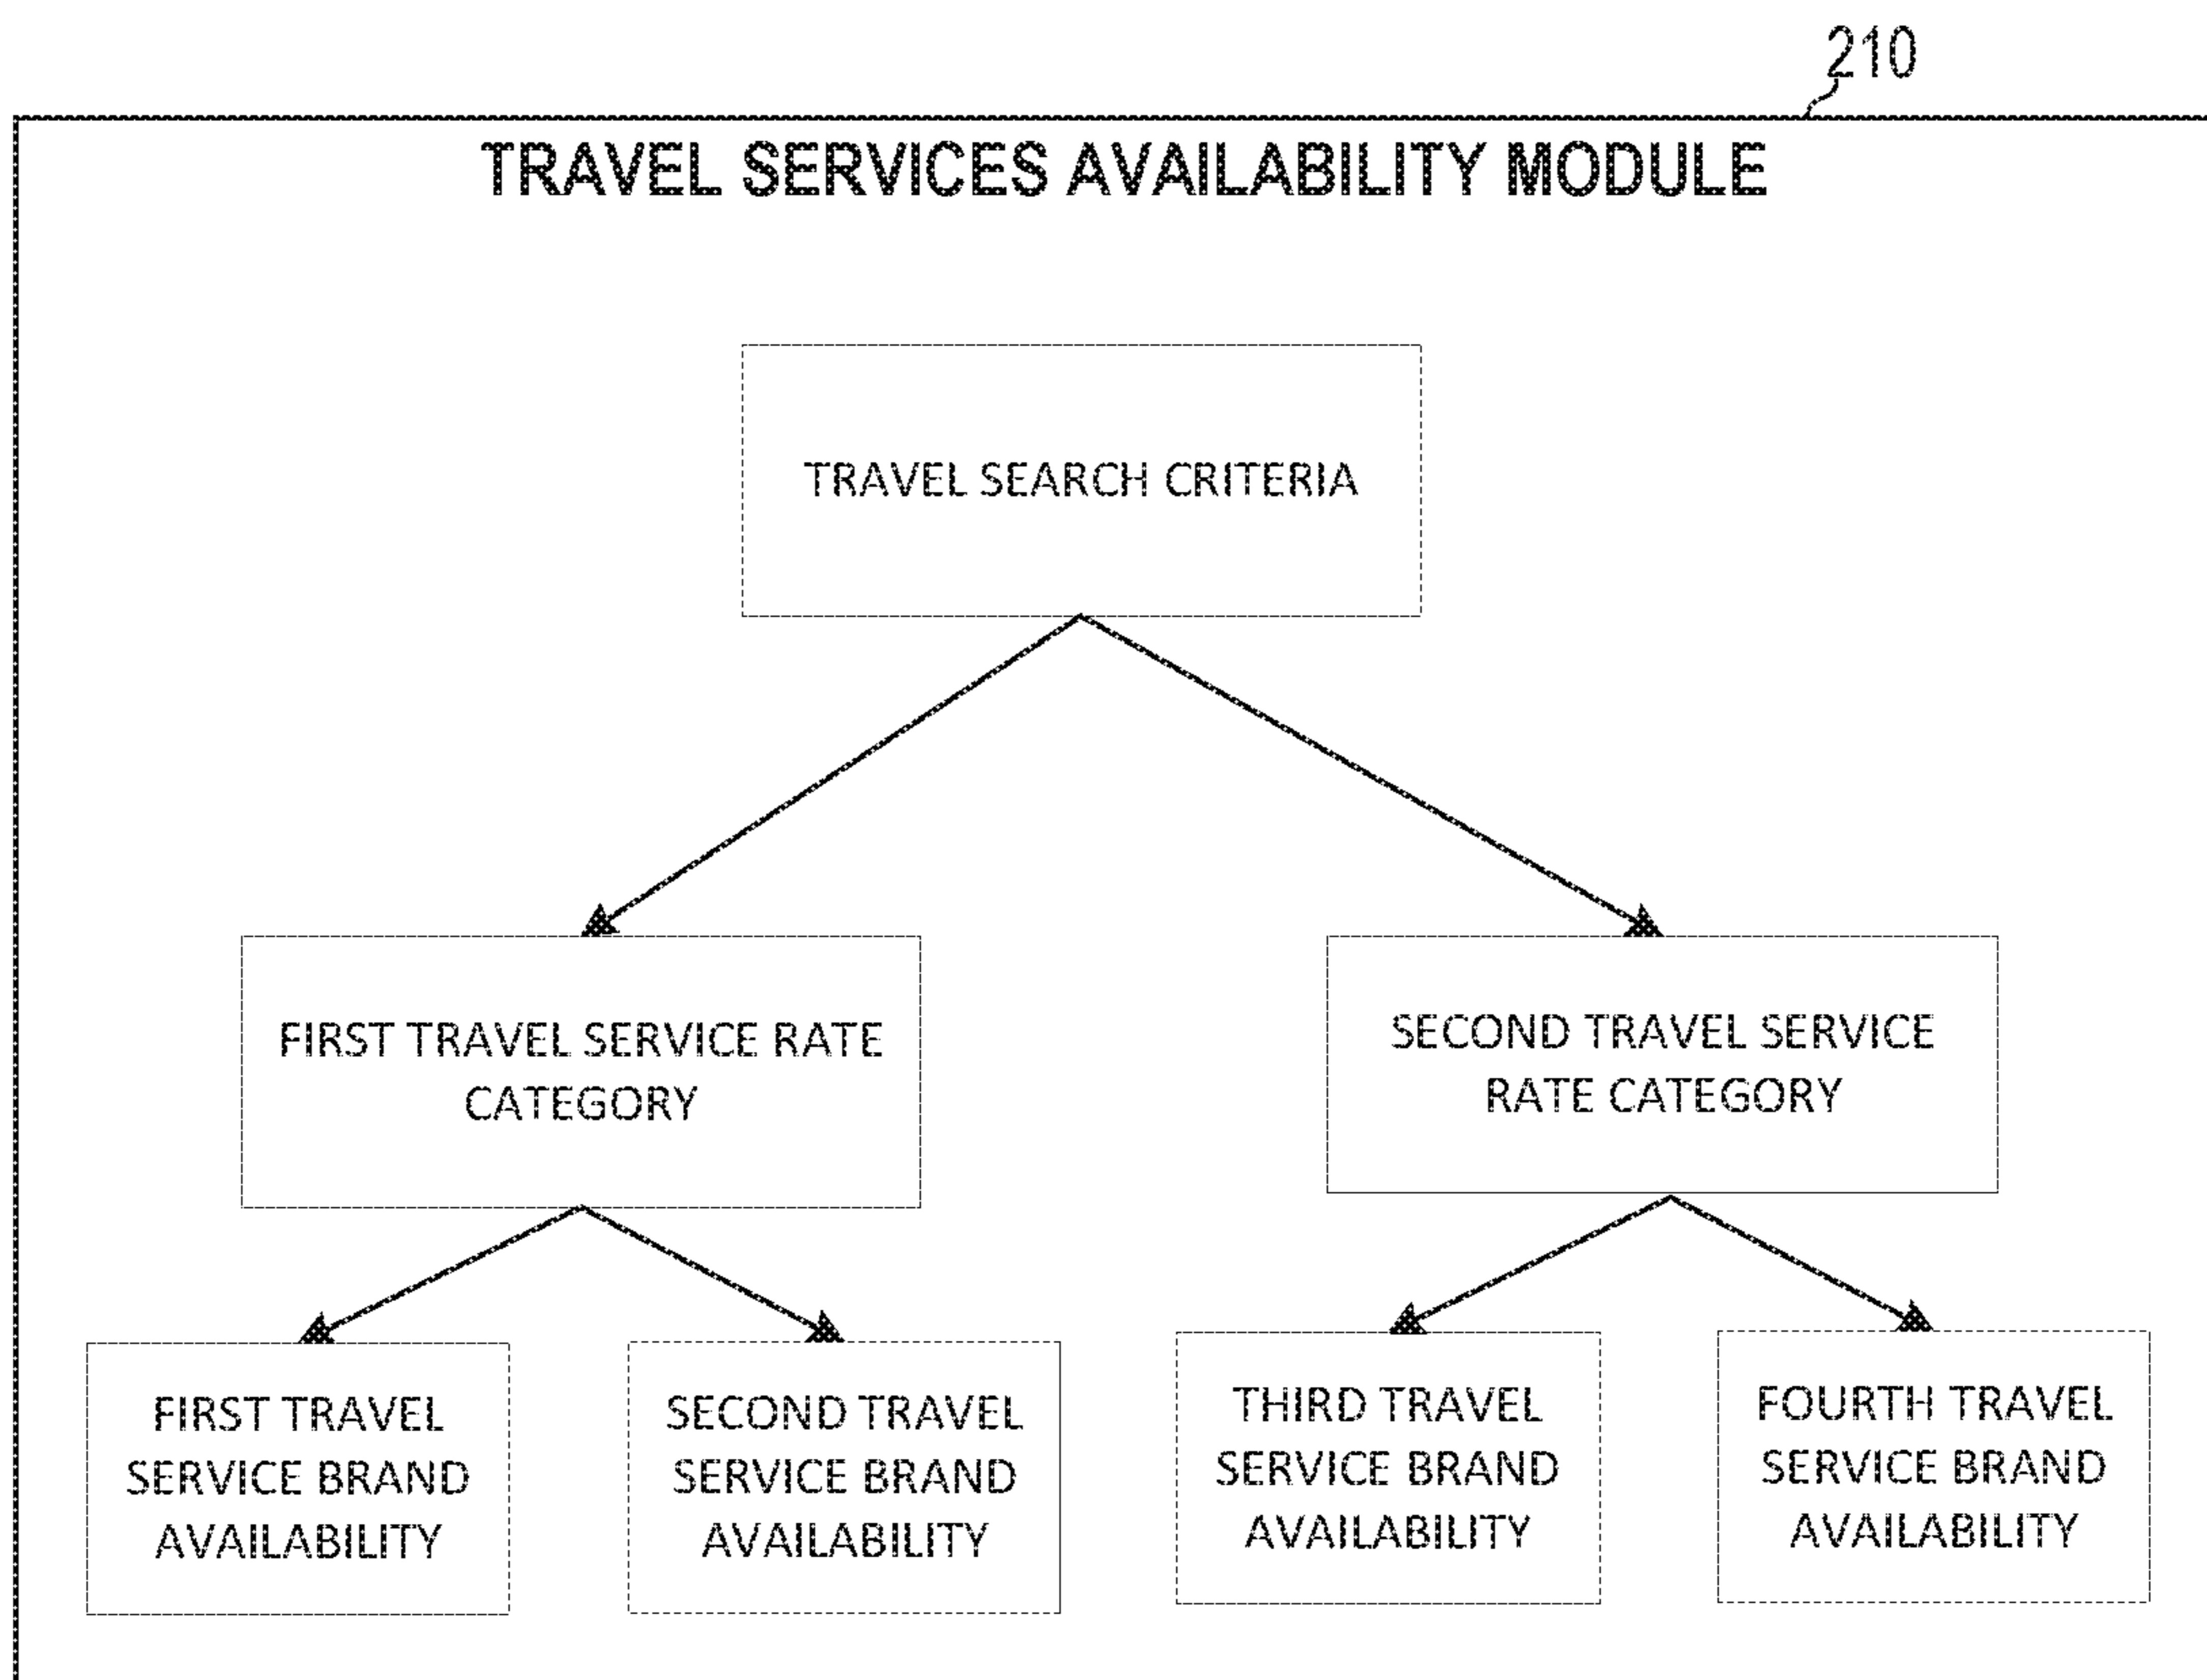 210
TRAVEL SERVICES AVAILABILITY MODULE
TRAVEL SEARCH CRITERIA
FIRST TRAVEL SERVICE RATE
CATEGORY
SECOND TRAVEL SERVICE
RATE CATEGORY
FIRST TRAVEL
SERVICE BRAND
AVAILABILITY
SECOND TRAVEL
SERVICE BRAND
AVAILABILITY
THIRD TRAVEL
SERVICE BRAND
AVAILABILITY
FOURTH TRAVEL
SERVICE BRAND
AVAILABILITY